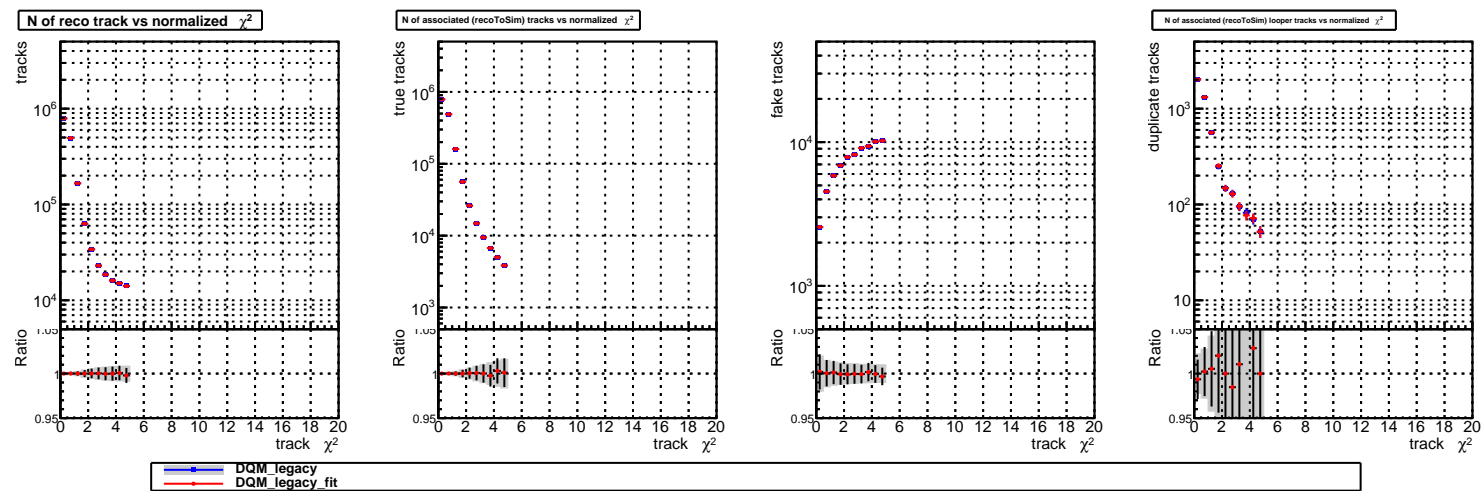 N of reco track vs normalized χ²
tracks
10⁶
10⁵
10⁴
Ratio
1.05
1
0.95
0 2 4 6 8 10 12 14 16 18 20
track χ²
N of associated (recoToSim) tracks vs normalized χ²
true tracks
10⁶
10⁵
10⁴
10³
Ratio
1.05
1
0.95
0 2 4 6 8 10 12 14 16 18 20
track χ²
fake tracks
10⁴
10³
Ratio
1.05
1
0.95
0 2 4 6 8 10 12 14 16 18 20
track χ²
N of associated (recoToSim) looper tracks vs normalized χ²
duplicate tracks
10³
10²
10
Ratio
1.05
1
0.95
0 2 4 6 8 10 12 14 16 18 20
track χ²
DQM_legacy
DQM_legacy_fit